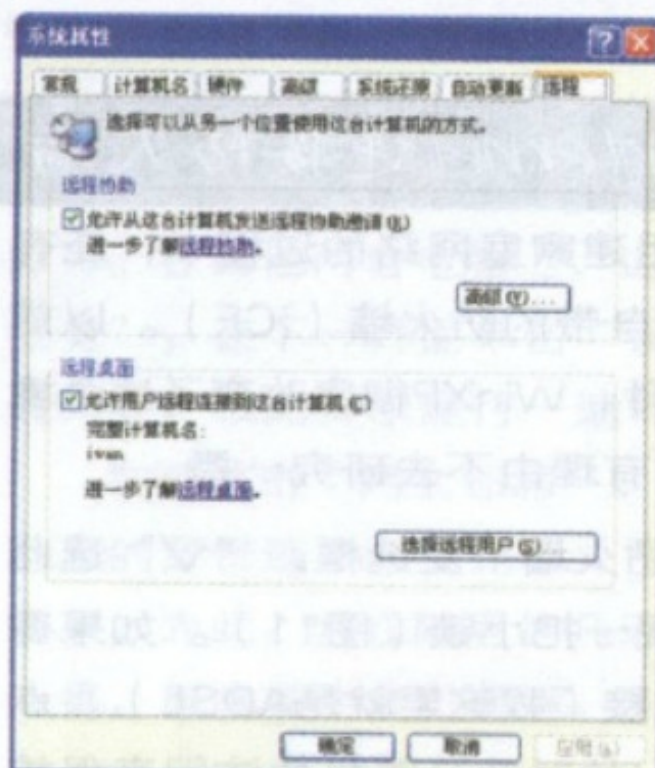 系统属性
常规 计算机名 硬件 高级 系统还原 自动更新 远程
选择可以从另一个位置使用这台计算机的方式。
远程协助
允许从这台计算机发送远程协助邀请(R)
进一步了解远程协助。
高级(V)...
远程桌面
允许用户远程连接到这台计算机(C)
完整计算机名:
ivan
进一步了解远程桌面。
选择远程用户(S)...
确定 取消 应用(A)